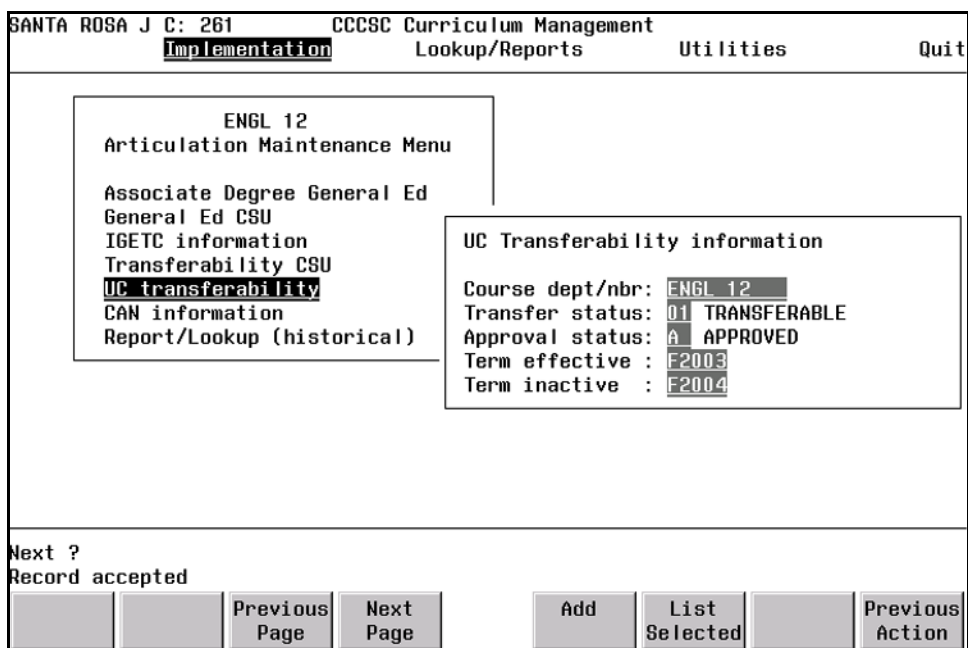 SANTA ROSA J C: 261 CCCSC Curriculum Management
Implementation Lookup/Reports Utilities Quit
ENGL 12
Articulation Maintenance Menu
Associate Degree General Ed
General Ed CSU
IGETC information
Transferability CSU
UC transferability
CAN information
Report/Lookup (historical)
UC Transferability information
Course dept/nbr: ENGL 12
Transfer status: 01 TRANSFERABLE
Approval status: A APPROVED
Term effective : F2003
Term inactive : F2004
Next ?
Record accepted
Previous Page
Next Page
Add
List Selected
Previous Action